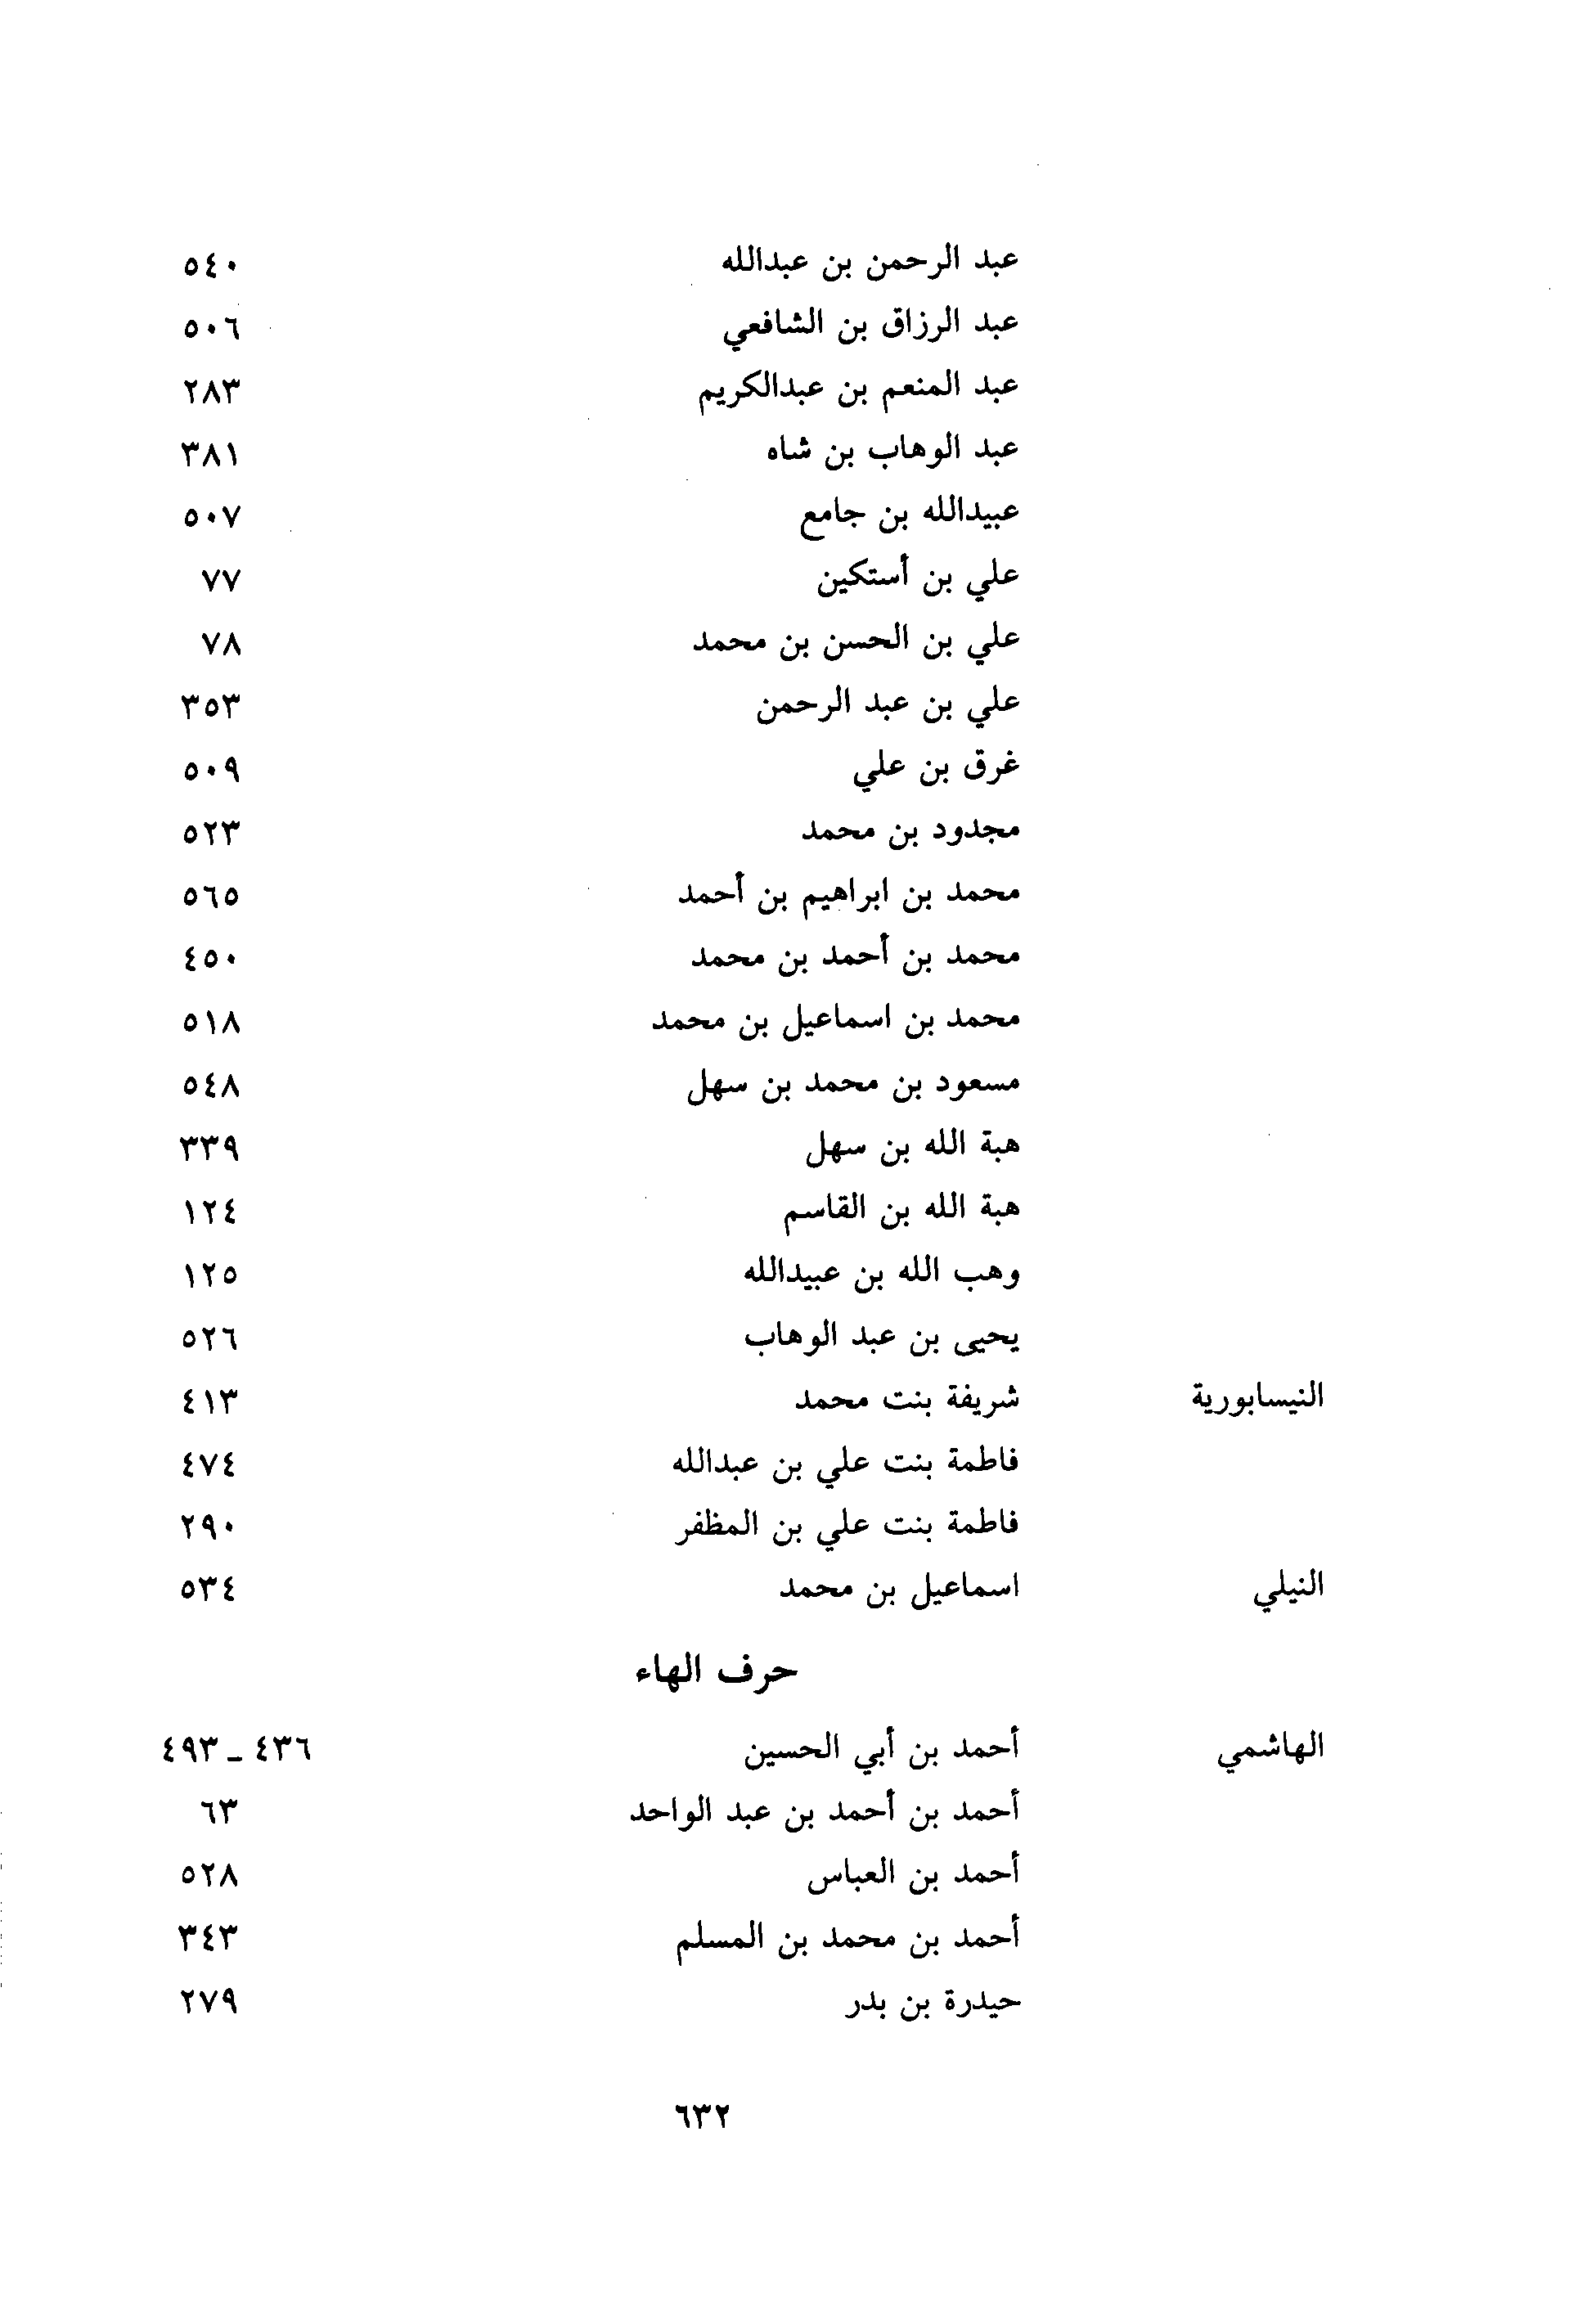 عبد الرحمن بن عبدالله ٥٤٠
عبد الرزاق بن الشافعي ٥٠٦
عبد المنعم بن عبدالكريم ٢٨٣
عبد الوهاب بن شاه ٣٨١
عبيدالله بن جامع ٥٠٧
علي بن أستكين ٧٧
علي بن الحسن بن محمد ٧٨
علي بن عبد الرحمن ٣٥٣
غرق بن علي ٥٠٩
مجدود بن محمد ٥٢٣
محمد بن ابراهيم بن أحمد ٥٦٥
محمد بن أحمد بن محمد ٤٥٠
محمد بن اسماعيل بن محمد ٥١٨
مسعود بن محمد بن سهل ٥٤٨
هبة الله بن سهل ٣٣٩
هبة الله بن القاسم ١٢٤
وهب الله بن عبيدالله ١٢٥
يحيى بن عبد الوهاب ٥٢٦
النيسابورية شريفة بنت محمد ٤١٣
فاطمة بنت علي بن عبدالله ٤٧٤
فاطمة بنت علي بن المظفر ٢٩٠
النيلي اسماعيل بن محمد ٥٣٤
حرف الهاء
الهاشمي أحمد بن أبي الحسين ٤٣٦ - ٤٩٣
أحمد بن أحمد بن عبد الواحد ٦٣
أحمد بن العباس ٥٢٨
أحمد بن محمد بن المسلم ٣٤٣
حيدرة بن بدر ٢٧٩
٦٣٢